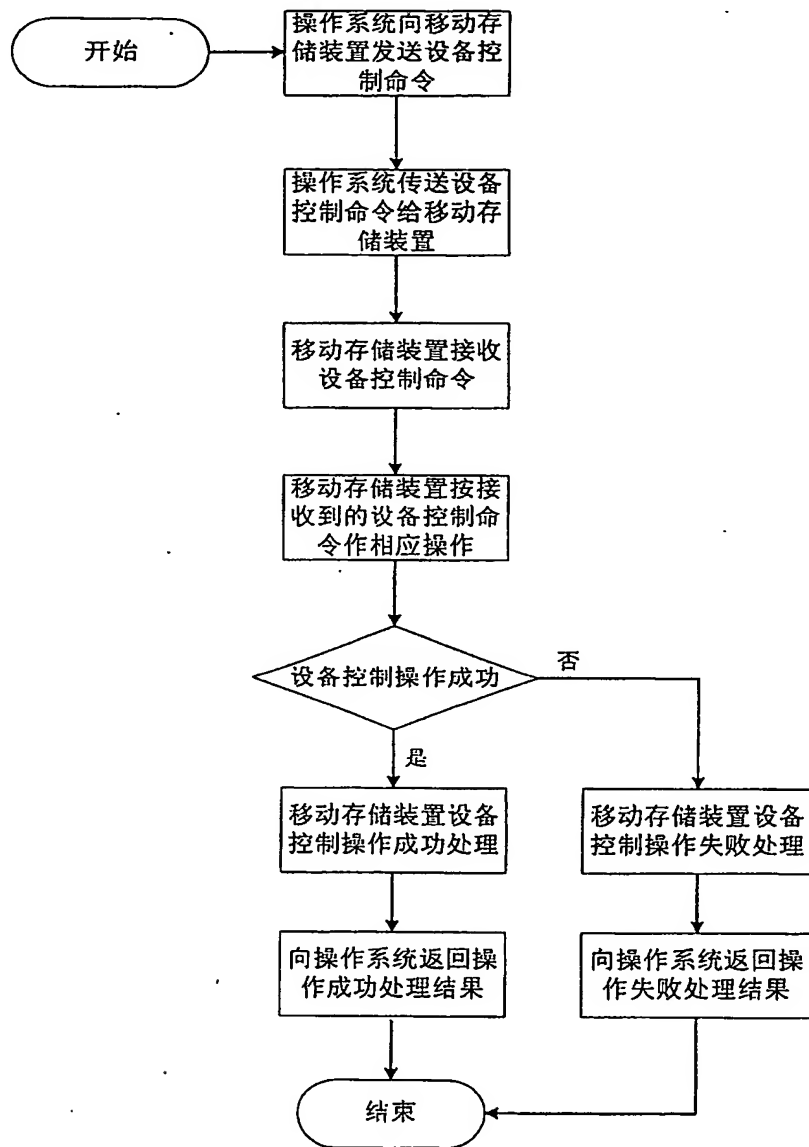 开始
操作系统向移动存
储装置发送设备控
制命令
操作系统传送设备
控制命令给移动存
储装置
移动存储装置接收
设备控制命令
移动存储装置按接
收到的设备控制命
令作相应操作
设备控制操作成功
否
是
移动存储装置设备
控制操作成功处理
移动存储装置设备
控制操作失败处理
向操作系统返回操
作成功处理结果
向操作系统返回操
作失败处理结果
结束